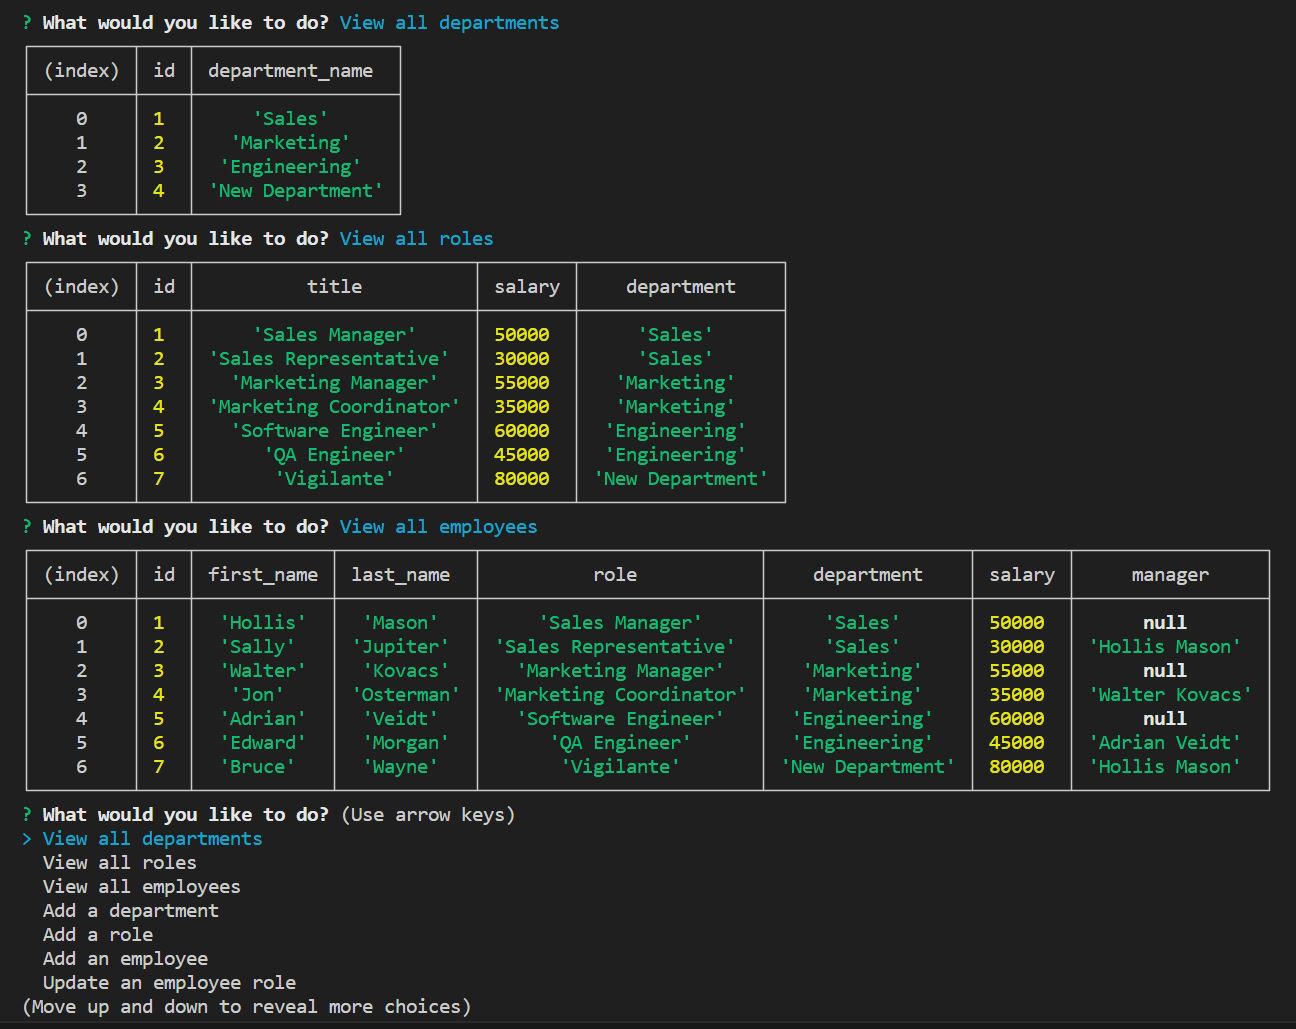 ? What would you like to do? View all departments
(index) id department_name
0 1 'Sales'
1 2 'Marketing'
2 3 'Engineering'
3 4 'New Department'
? What would you like to do? View all roles
(index) id title salary department
0 1 'Sales Manager' 50000 'Sales'
1 2 'Sales Representative' 30000 'Sales'
2 3 'Marketing Manager' 55000 'Marketing'
3 4 'Marketing Coordinator' 35000 'Marketing'
4 5 'Software Engineer' 60000 'Engineering'
5 6 'QA Engineer' 45000 'Engineering'
6 7 'Vigilante' 80000 'New Department'
? What would you like to do? View all employees
(index) id first_name last_name role department salary manager
0 1 'Hollis' 'Mason' 'Sales Manager' 'Sales' 50000 null
1 2 'Sally' 'Jupiter' 'Sales Representative' 'Sales' 30000 'Hollis Mason'
2 3 'Walter' 'Kovacs' 'Marketing Manager' 'Marketing' 55000 null
3 4 'Jon' 'Osterman' 'Marketing Coordinator' 'Marketing' 35000 'Walter Kovacs'
4 5 'Adrian' 'Veidt' 'Software Engineer' 'Engineering' 60000 null
5 6 'Edward' 'Morgan' 'QA Engineer' 'Engineering' 45000 'Adrian Veidt'
6 7 'Bruce' 'Wayne' 'Vigilante' 'New Department' 80000 'Hollis Mason'
? What would you like to do? (Use arrow keys)
> View all departments
View all roles
View all employees
Add a department
Add a role
Add an employee
Update an employee role
(Move up and down to reveal more choices)